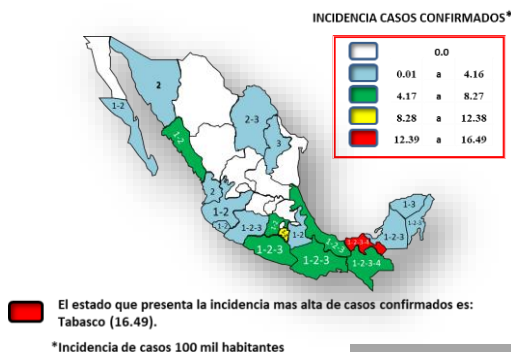 INCIDENCIA CASOS CONFIRMADOS*
0.0
0.01 a 4.16
4.17 a 8.27
8.28 a 12.38
12.39 a 16.49
2
1-2
1-2
2-3
3
2
1-2
1-2
1-2-3
1-2
1-2
1-2-3
1-2-3
1-2-3-4
1-2-3
1-3
El estado que presenta la incidencia mas alta de casos confirmados es:
Tabasco (16.49).
*Incidencia de casos 100 mil habitantes